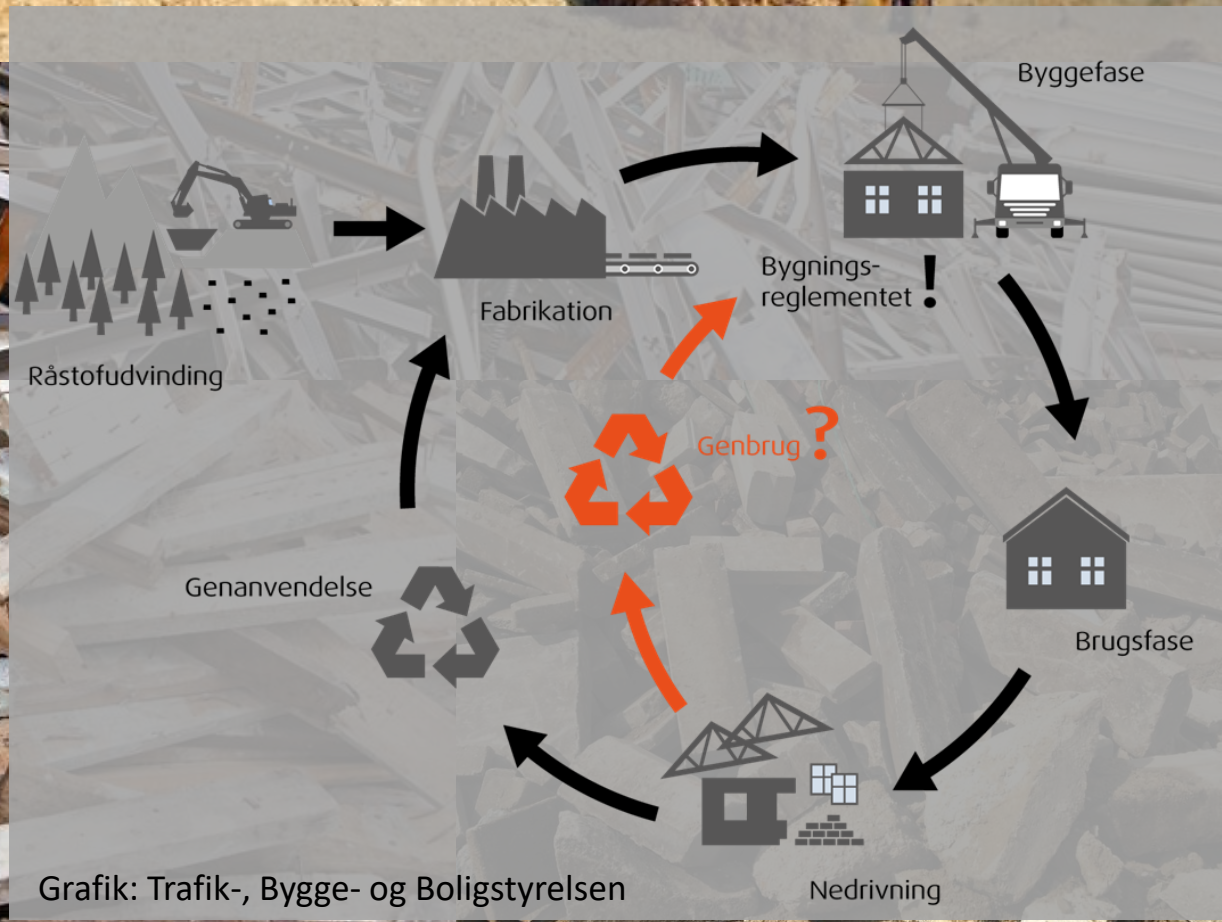 Byggefase
Bygnings-
reglementet !
Fabrikation
Råstofudvinding
Genbrug ?
Genanvendelse
Brugsfase
Nedrivning
Grafik: Trafik-, Bygge- og Boligstyrelsen